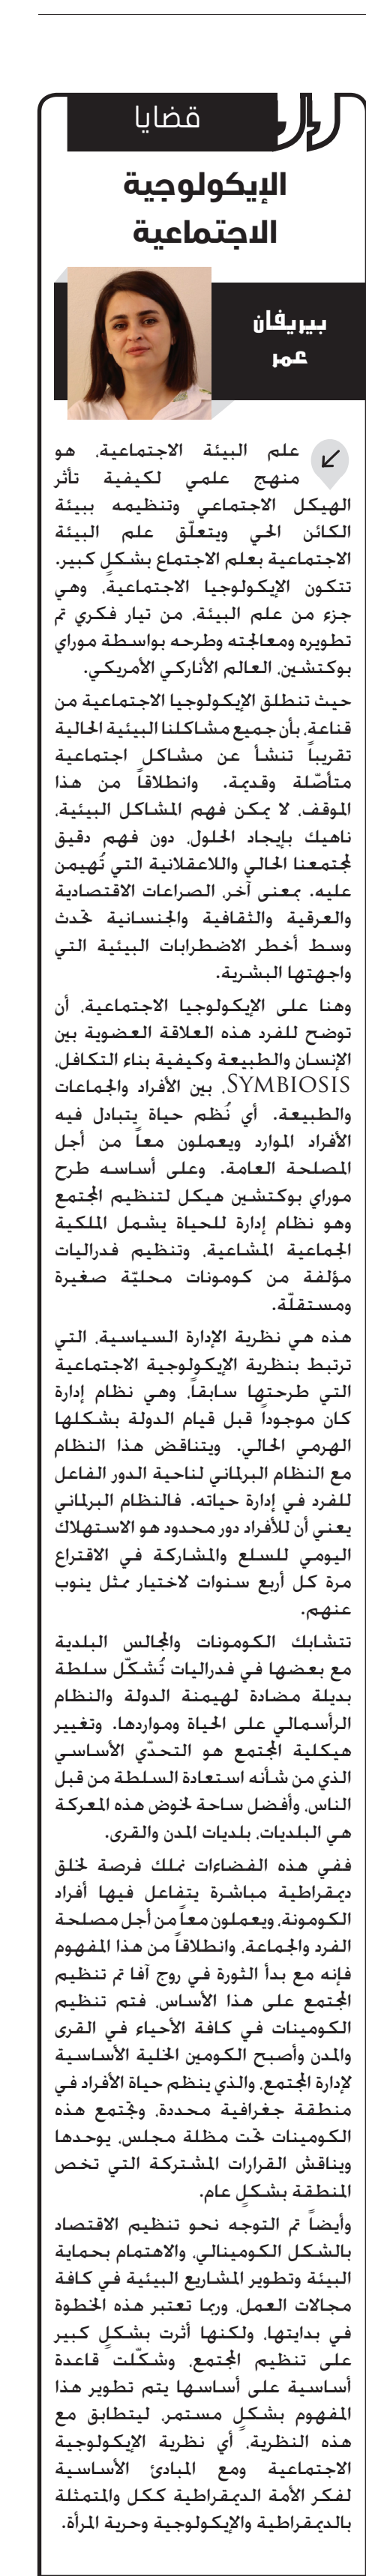 قضايا
الإيكولوجية
الاجتماعية
بيريفان
عمر
علم البيئة الاجتماعية، هو
منهج علمي لكيفية تأثر
الهيكل الاجتماعي وتنظيمه ببيئة
الكائن الحي ويتعلّق علم البيئة
الاجتماعية بعلم الاجتماع بشكلٍ كبير.
تتكون الإيكولوجيا الاجتماعية، وهي
جزء من علم البيئة، من تيار فكري تم
تطويره ومعالجته وطرحه بواسطة موراي
بوكتشين، العالم الأناركي الأمريكي.
حيث تنطلق الإيكولوجيا الاجتماعية من
قناعة، بأن جميع مشاكلنا البيئية الحالية
تقريباً تنشأ عن مشاكل اجتماعية
متأصّلة وقديمة. وانطلاقاً من هذا
الموقف، لا يمكن فهم المشاكل البيئية،
ناهيك بإيجاد الحلول، دون فهم دقيق
لمجتمعنا الحالي واللاعقلانية التي تُهيمن
عليه. بمعنى آخر، الصراعات الاقتصادية
والعرقية والثقافية والجنسانية تحدث
وسط أخطر الاضطرابات البيئية التي
واجهتها البشرية.
وهنا على الإيكولوجيا الاجتماعية، أن
توضح للفرد هذه العلاقة العضوية بين
الإنسان والطبيعة وكيفية بناء التكافل،
SYMBIOSIS، بين الأفراد والجماعات
والطبيعة. أي نُظم حياة يتبادل فيه
الأفراد الموارد ويعملون معاً من أجل
المصلحة العامة. وعلى أساسه طرح
موراي بوكتشين هيكل لتنظيم المجتمع
وهو نظام إدارة للحياة يشمل الملكية
الجماعية المشاعية، وتنظيم فدراليات
مؤلفة من كومونات محليّة صغيرة
ومستقلّة.
هذه هي نظرية الإدارة السياسية، التي
ترتبط بنظرية الإيكولوجية الاجتماعية
التي طرحتها سابقاً، وهي نظام إدارة
كان موجوداً قبل قيام الدولة بشكلها
الهرمي الحالي. ويتناقض هذا النظام
مع النظام البرلماني لناحية الدور الفاعل
للفرد في إدارة حياته. فالنظام البرلماني
يعني أن للأفراد دور محدود هو الاستهلاك
اليومي للسلع والمشاركة في الاقتراع
مرة كل أربع سنوات لاختيار ممثل ينوب
عنهم.
تتشابك الكومونات والمجالس البلدية
مع بعضها في فدراليات تُشكّل سلطة
بديلة مضادة لهيمنة الدولة والنظام
الرأسمالي على الحياة ومواردها. وتغيير
هيكلية المجتمع هو التحدّي الأساسي
الذي من شأنه استعادة السلطة من قبل
الناس، وأفضل ساحة لخوض هذه المعركة
هي البلديات، بلديات المدن والقرى.
ففي هذه الفضاءات نملك فرصة لخلق
ديمقراطية مباشرة يتفاعل فيها أفراد
الكومونة، ويعملون معاً من أجل مصلحة
الفرد والجماعة، وانطلاقاً من هذا المفهوم
فإنه مع بدأ الثورة في روج آفا تم تنظيم
المجتمع على هذا الأساس، فتم تنظيم
الكومينات في كافة الأحياء في القرى
والمدن وأصبح الكومين الخلية الأساسية
لإدارة المجتمع، والذي ينظم حياة الأفراد في
منطقة جغرافية محددة، وتجتمع هذه
الكومينات تحت مظلة مجلس، يوحدها
ويناقش القرارات المشتركة التي تخص
المنطقة بشكلٍ عام.
وأيضاً تم التوجه نحو تنظيم الاقتصاد
بالشكل الكومينالي، والاهتمام بحماية
البيئة وتطوير المشاريع البيئية في كافة
مجالات العمل، وربما تعتبر هذه الخطوة
في بدايتها، ولكنها أثرت بشكلٍ كبير
على تنظيم المجتمع، وشكّلت قاعدة
أساسية على أساسها يتم تطوير هذا
المفهوم بشكلٍ مستمر، ليتطابق مع
هذه النظرية، أي نظرية الإيكولوجية
الاجتماعية ومع المبادئ الأساسية
لفكر الأمة الديمقراطية ككل والمتمثلة
بالديمقراطية والإيكولوجية وحرية المرأة.